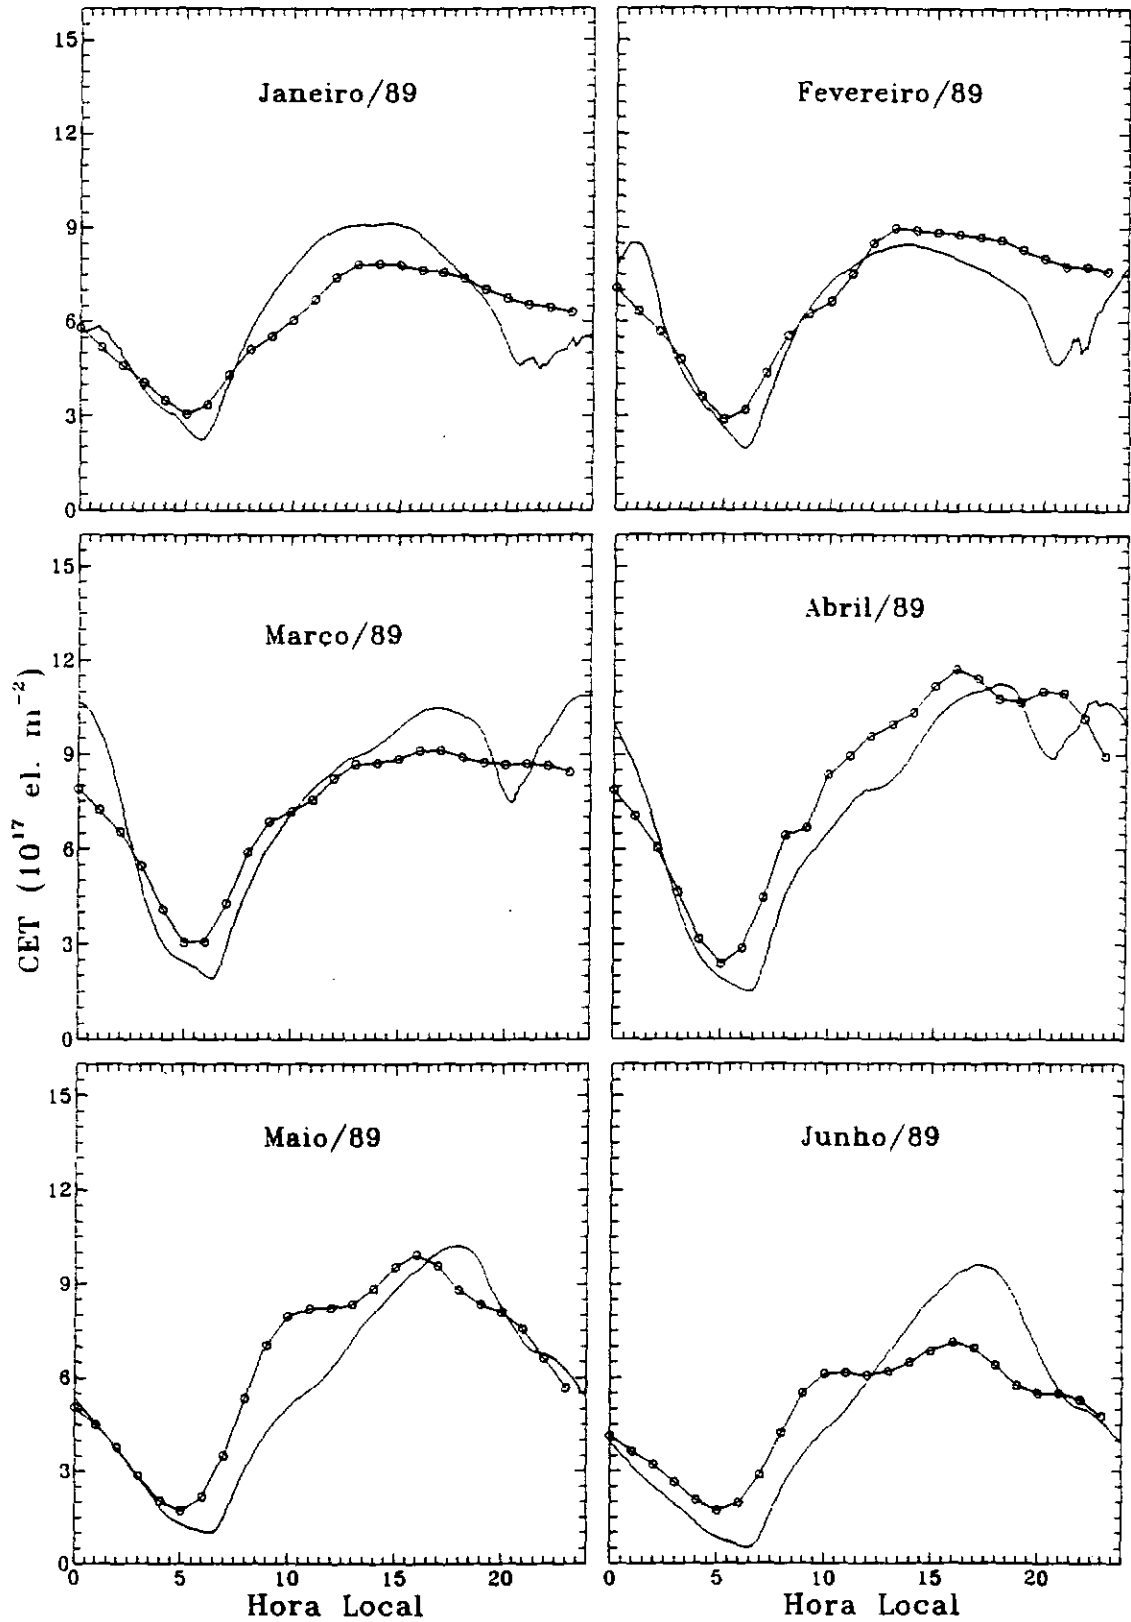 15
12
9
6
3
0
Janeiro/89
Fevereiro/89
15
12
9
6
3
0
Março/89
Abril/89
CET (10¹⁷ el. m⁻²)
15
12
9
6
3
0
Maio/89
Junho/89
0 5 10 15 20
0 5 10 15 20
Hora Local
Hora Local